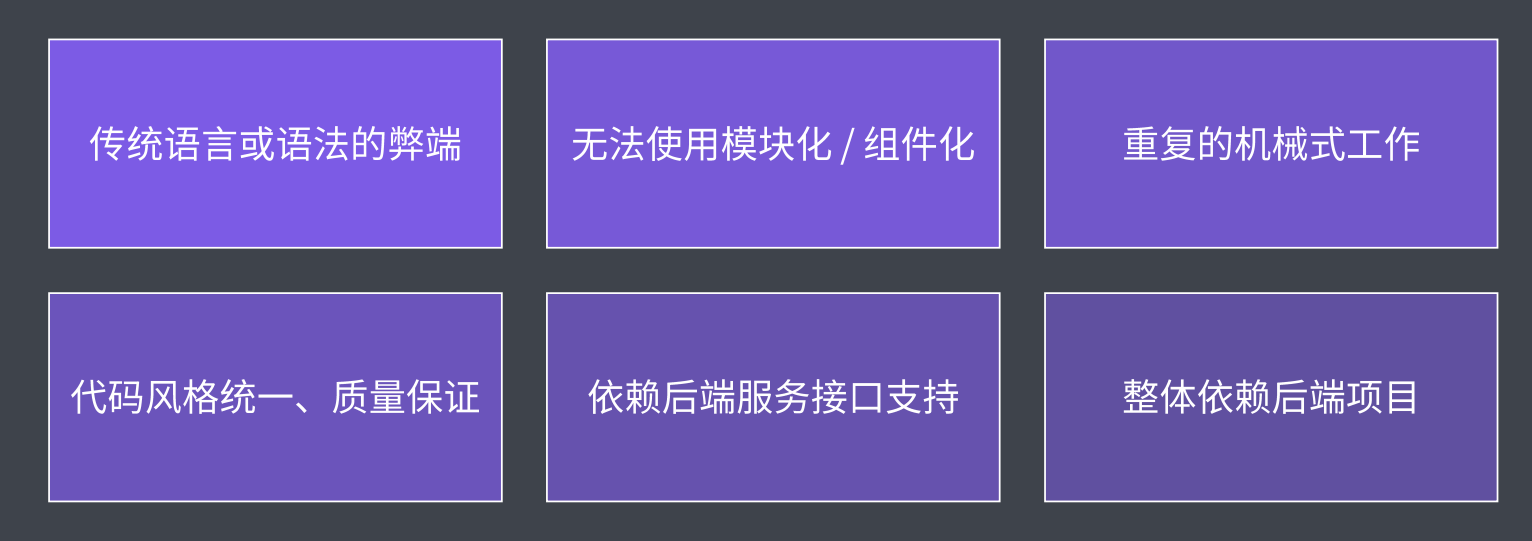 传统语言或语法的弊端
无法使用模块化 / 组件化
重复的机械式工作
代码风格统一、质量保证
依赖后端服务接口支持
整体依赖后端项目